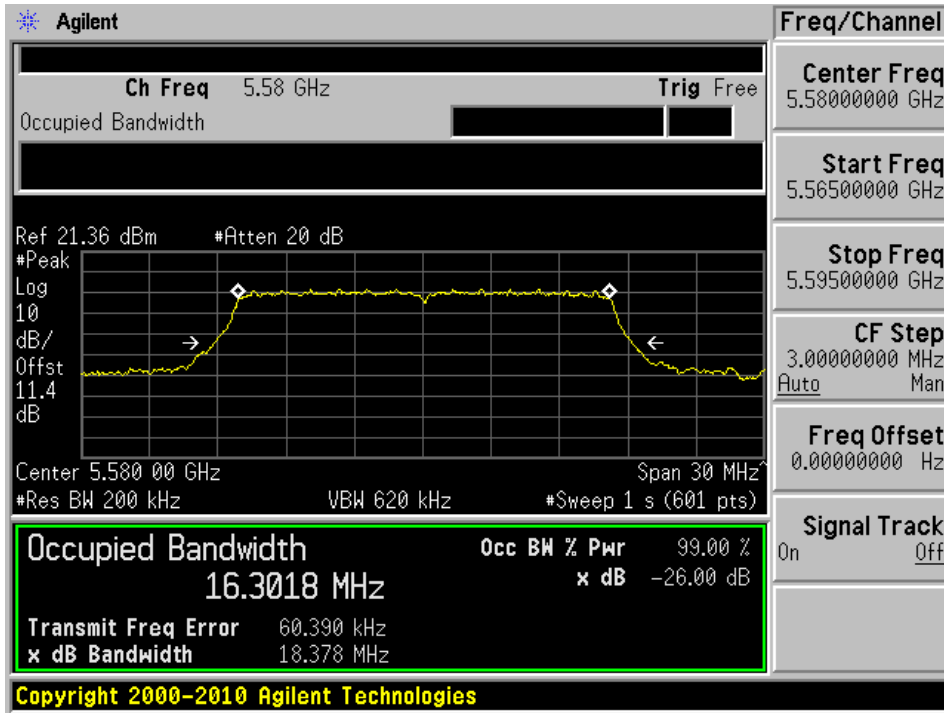 Agilent
Freq/Channel
Ch Freq 5.58 GHz Trig Free
Occupied Bandwidth
Center Freq
5.58000000 GHz
Start Freq
5.56500000 GHz
Stop Freq
5.59500000 GHz
CF Step
3.00000000 MHz
Auto Man
Freq Offset
0.00000000 Hz
Signal Track
On Off
Ref 21.36 dBm #Atten 20 dB
#Peak
Log
10
dB/
Offst
11.4
dB
Center 5.580 00 GHz Span 30 MHz^
#Res BW 200 kHz VBW 620 kHz #Sweep 1 s (601 pts)
Occupied Bandwidth Occ BW % Pwr 99.00 %
16.3018 MHz x dB -26.00 dB
Transmit Freq Error 60.390 kHz
x dB Bandwidth 18.378 MHz
Copyright 2000-2010 Agilent Technologies